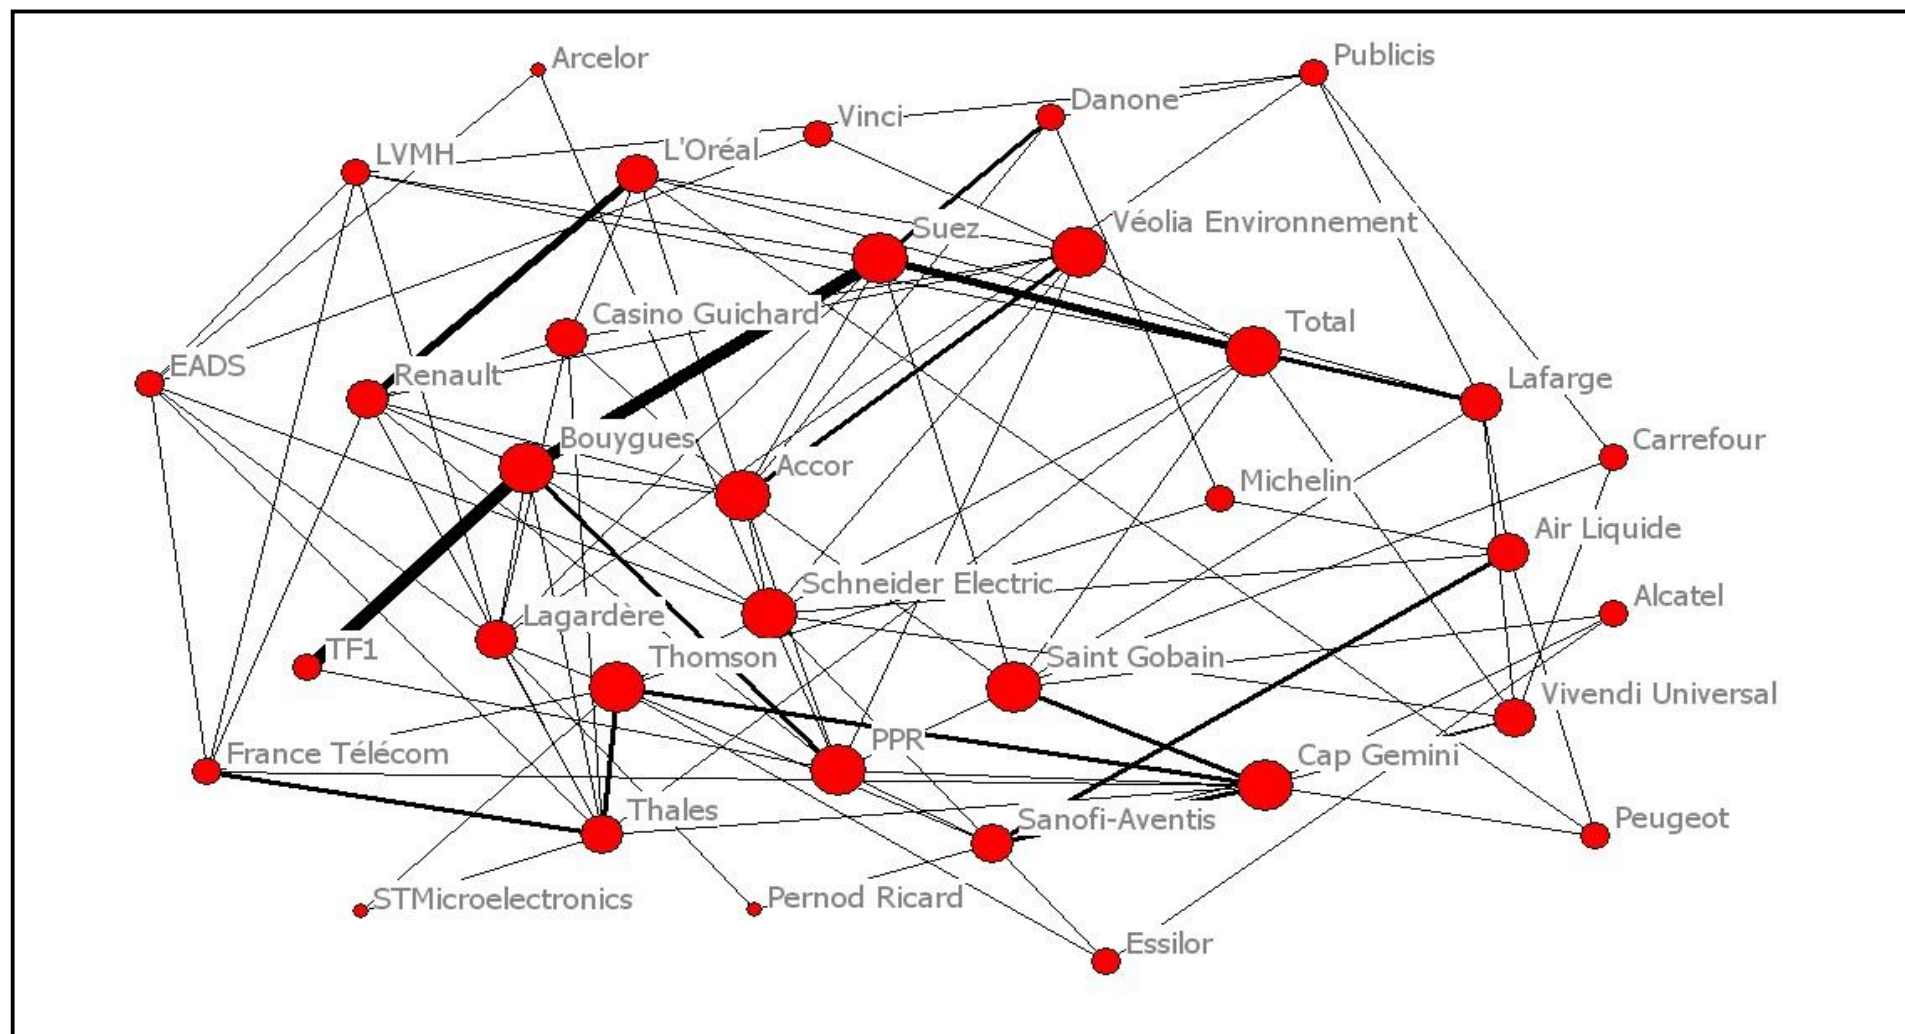 Arcelor
Publicis
Danone
Vinci
LVMH
L'Oréal
Suez
Véolia Environnement
Casino Guichard
Total
EADS
Renault
Lafarge
Bouygues
Accor
Carrefour
Michelin
Air Liquide
Schneider Electric
Alcatel
Lagardère
TF1
Thomson
Saint Gobain
Vivendi Universal
France Télécom
PPR
Cap Gemini
Thales
Sanofi-Aventis
Peugeot
STMicroelectronics
Pernod Ricard
Essilor